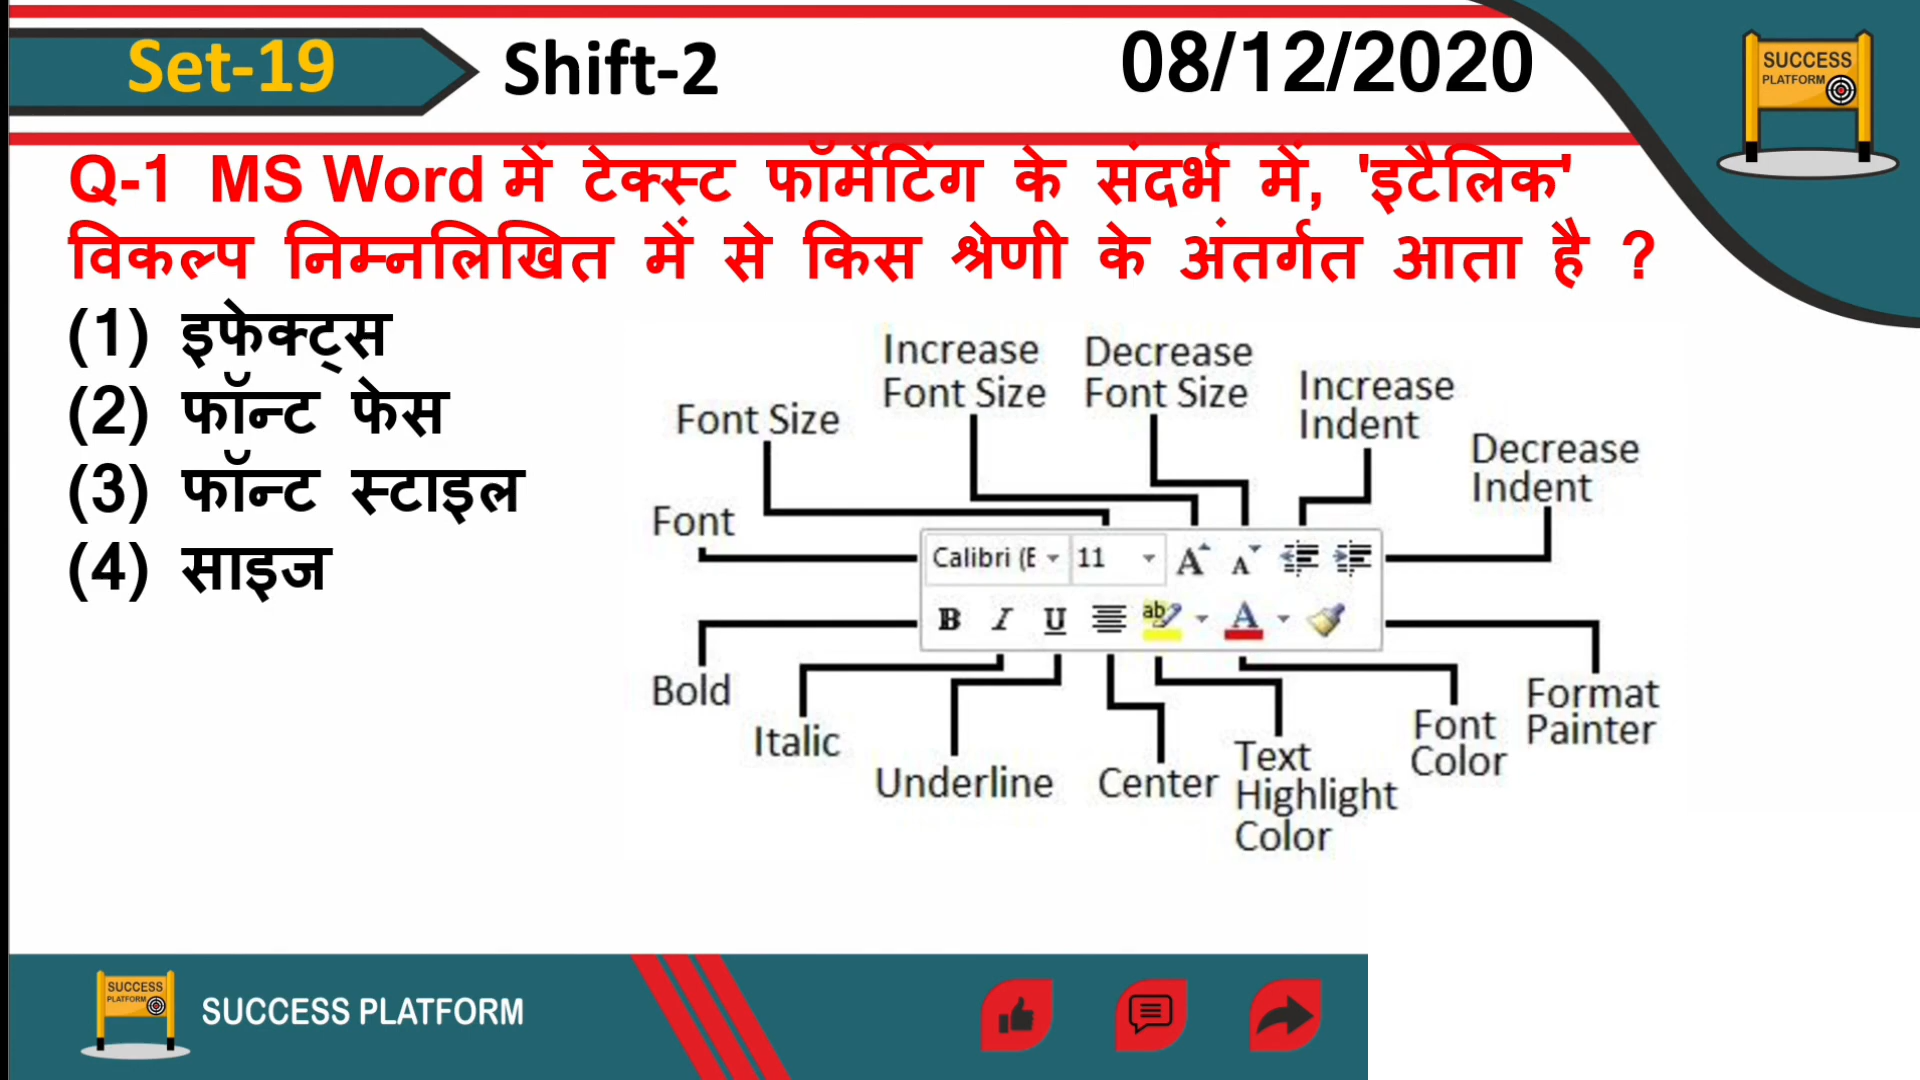 Set-19 Shift-2 08/12/2020
SUCCESS
PLATFORM
Q-1 MS Word में टेक्स्ट फॉर्मेटिंग के संदर्भ में, 'इटैलिक'
विकल्प निम्नलिखित में से किस श्रेणी के अंतर्गत आता है ?
(1) इफेक्ट्स
(2) फॉन्ट फेस
(3) फॉन्ट स्टाइल
(4) साइज
Increase
Font Size
Decrease
Font Size
Increase
Indent
Font Size
Decrease
Indent
Font
Calibri (E 11 A A
B I U ab A
Bold
Italic
Underline
Center
Text
Highlight
Color
Font
Color
Format
Painter
SUCCESS
PLATFORM
SUCCESS PLATFORM